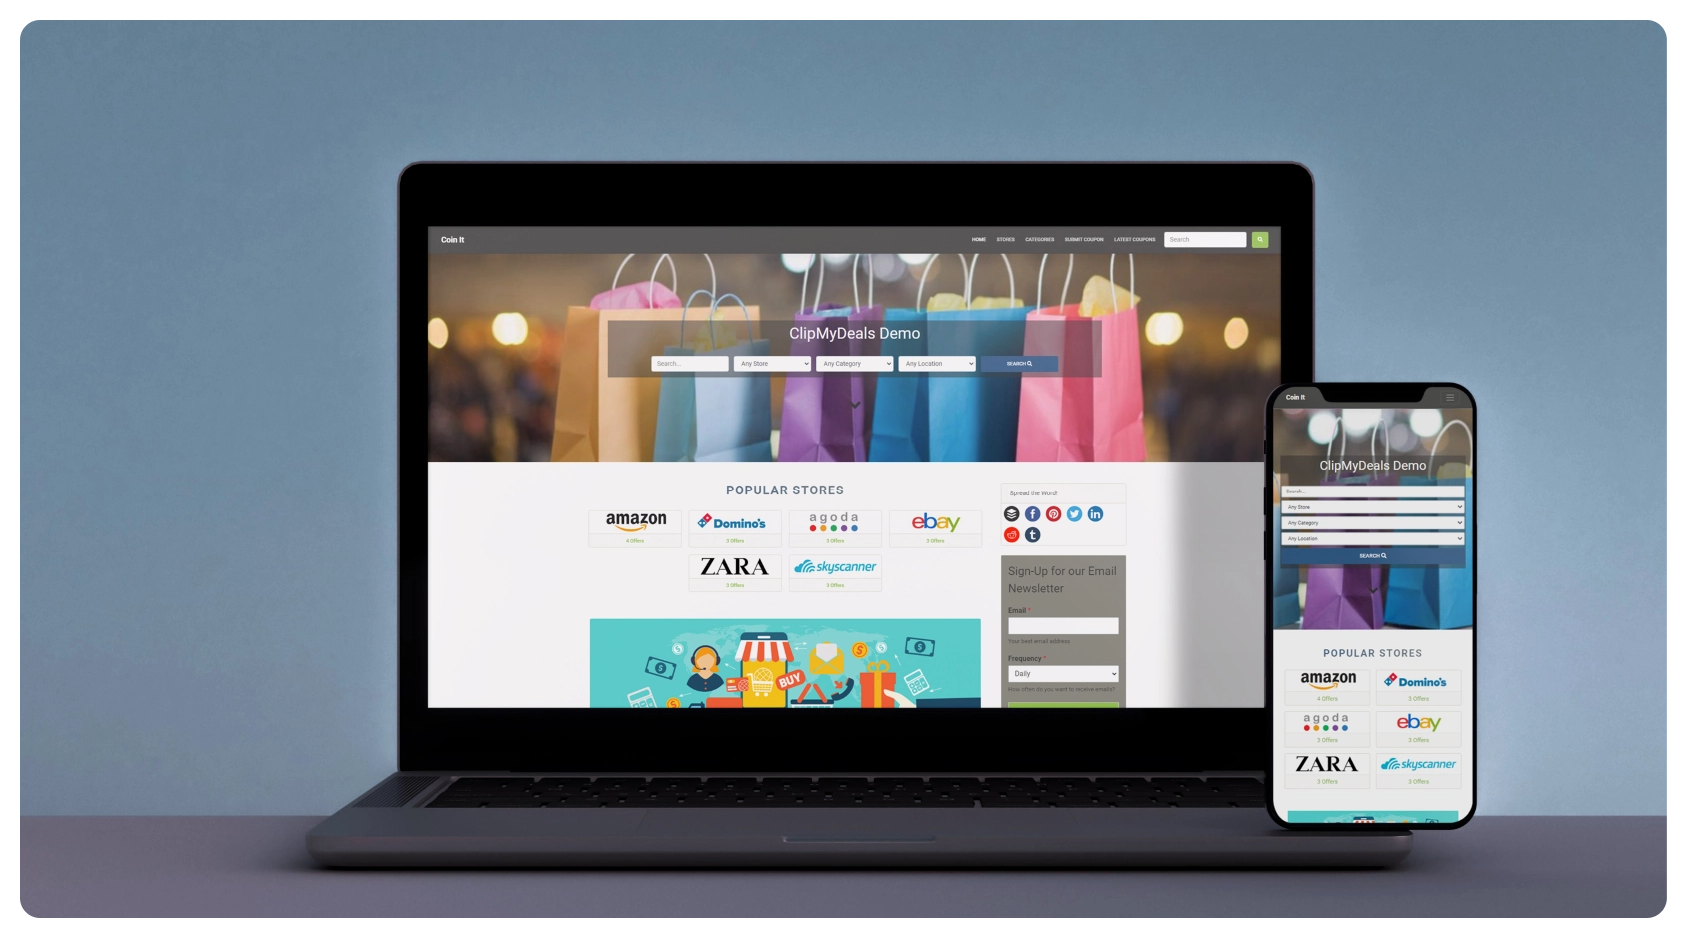 Coin It
HOME STORES CATEGORIES SUBMIT COUPON LATEST COUPONS Search
ClipMyDeals Demo
Search... Any Store Any Category Any Location SEARCH
POPULAR STORES
amazon Domino's agoda ebay
4 Offers 3 Offers 3 Offers 3 Offers
ZARA skyscanner
3 Offers 3 Offers
BUY
Spread the Word!
Sign-Up for our Email
Newsletter
Email *
Your best email address
Frequency *
Daily
How often do you want to receive emails?
Coin It
ClipMyDeals Demo
Search...
Any Store
Any Category
Any Location
SEARCH
POPULAR STORES
amazon Domino's
4 Offers 3 Offers
agoda ebay
3 Offers 3 Offers
ZARA skyscanner
3 Offers 3 Offers